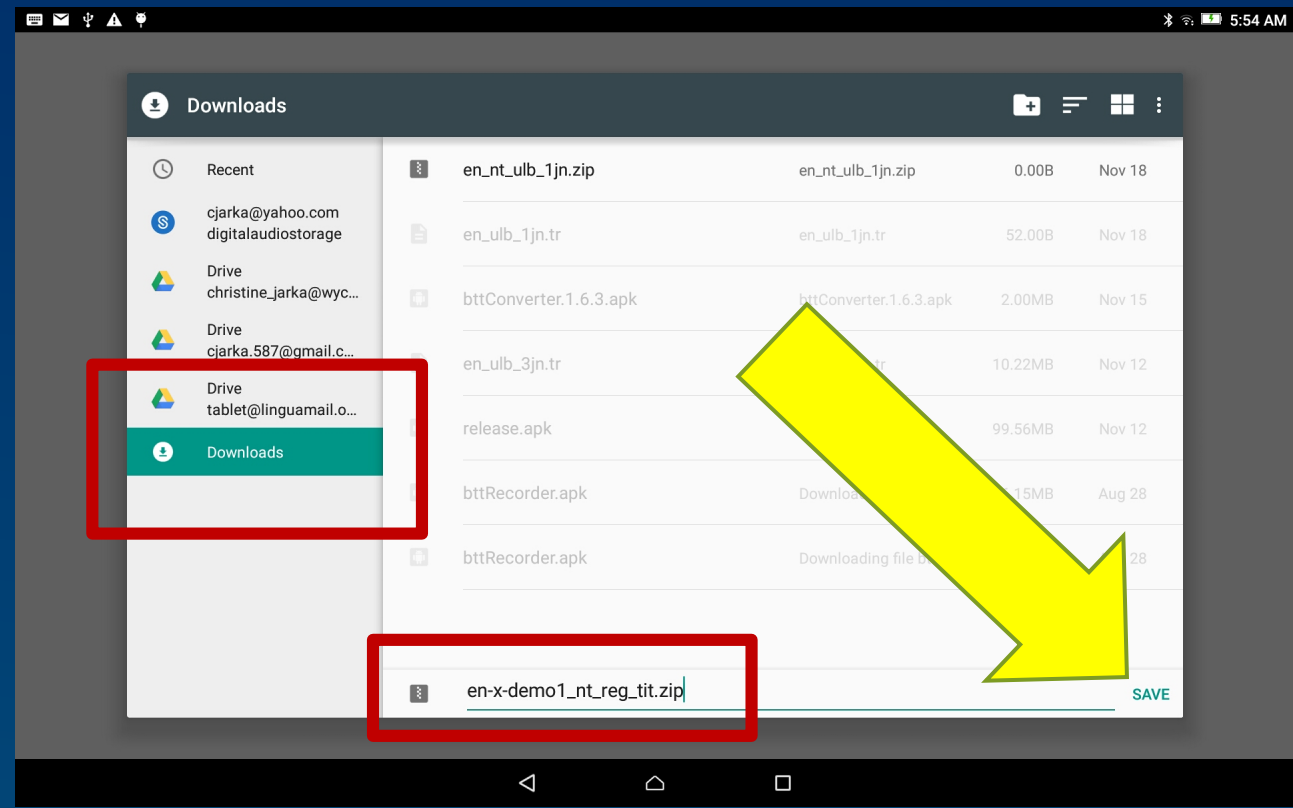 5:54 AM
Downloads
Recent
cjarka@yahoo.com
digitalaudiostorage
Drive
christine_jarka@wyc...
Drive
cjarka.587@gmail.c...
Drive
tablet@linguamail.o...
Downloads
en_nt_ulb_1jn.zip en_nt_ulb_1jn.zip 0.00B Nov 18
en_ulb_1jn.tr en_ulb_1jn.tr 52.00B Nov 18
bttConverter.1.6.3.apk bttConverter.1.6.3.apk 2.00MB Nov 15
en_ulb_3jn.tr 10.22MB Nov 12
release.apk 99.56MB Nov 12
bttRecorder.apk 15MB Aug 28
bttRecorder.apk Downloading file 28
en-x-demo1_nt_reg_tit.zip
SAVE